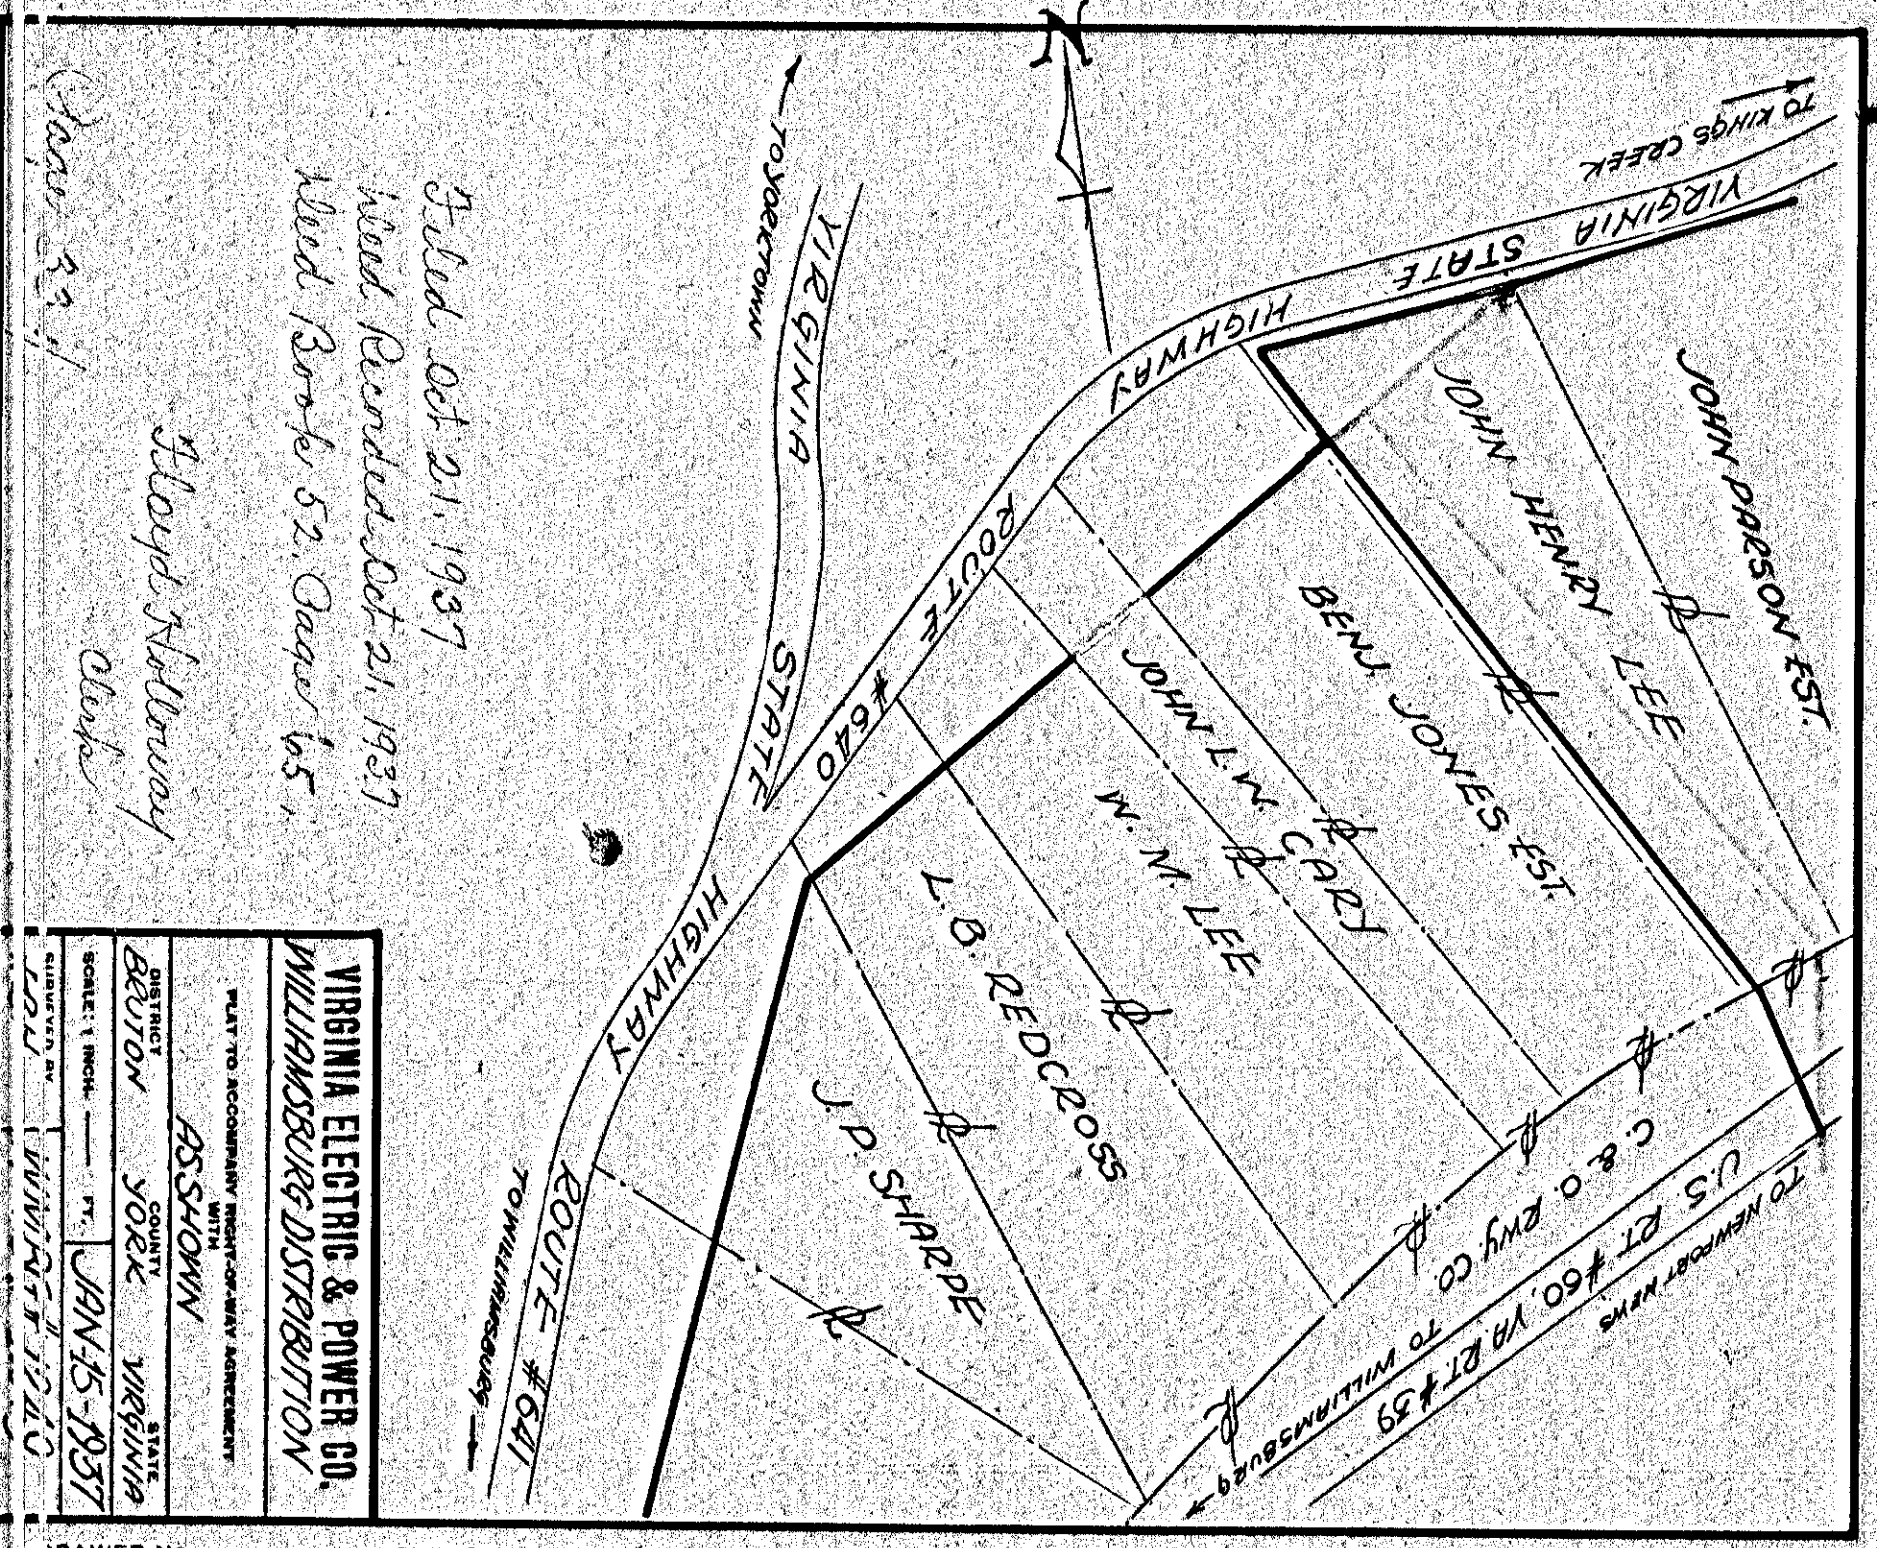 N
TO KINGS CREEK
VIRGINIA STATE HIGHWAY ROUTE #640
JOHN PARSON EST.
JOHN HENRY LEE
BENJ. JONES EST.
JOHN L. W. CARY
W. M. LEE
L. B. REDCROSS
J. P. SHARPE
C. & O. RWY. CO
U.S. RT. #60, VA. RT. #39
TO WILLIAMSBURG
TO NEWPORT NEWS
TO YORKTOWN
VIRGINIA STATE HIGHWAY ROUTE #641
TO WILLIAMSBURG
Filed Oct 21, 1937
Deed Recorded Oct 21, 1937
Deed Book 52, Page 65,
Floyd Holloway
Clerk
VIRGINIA ELECTRIC & POWER CO.
WILLIAMSBURG DISTRIBUTION
PLAT TO ACCOMPANY RIGHT-OF-WAY AGREEMENT
WITH
AS SHOWN
DISTRICT COUNTY STATE
BRUTON YORK VIRGINIA
SCALE: 1 INCH FT. JAN-15-1937
SURVEYED BY